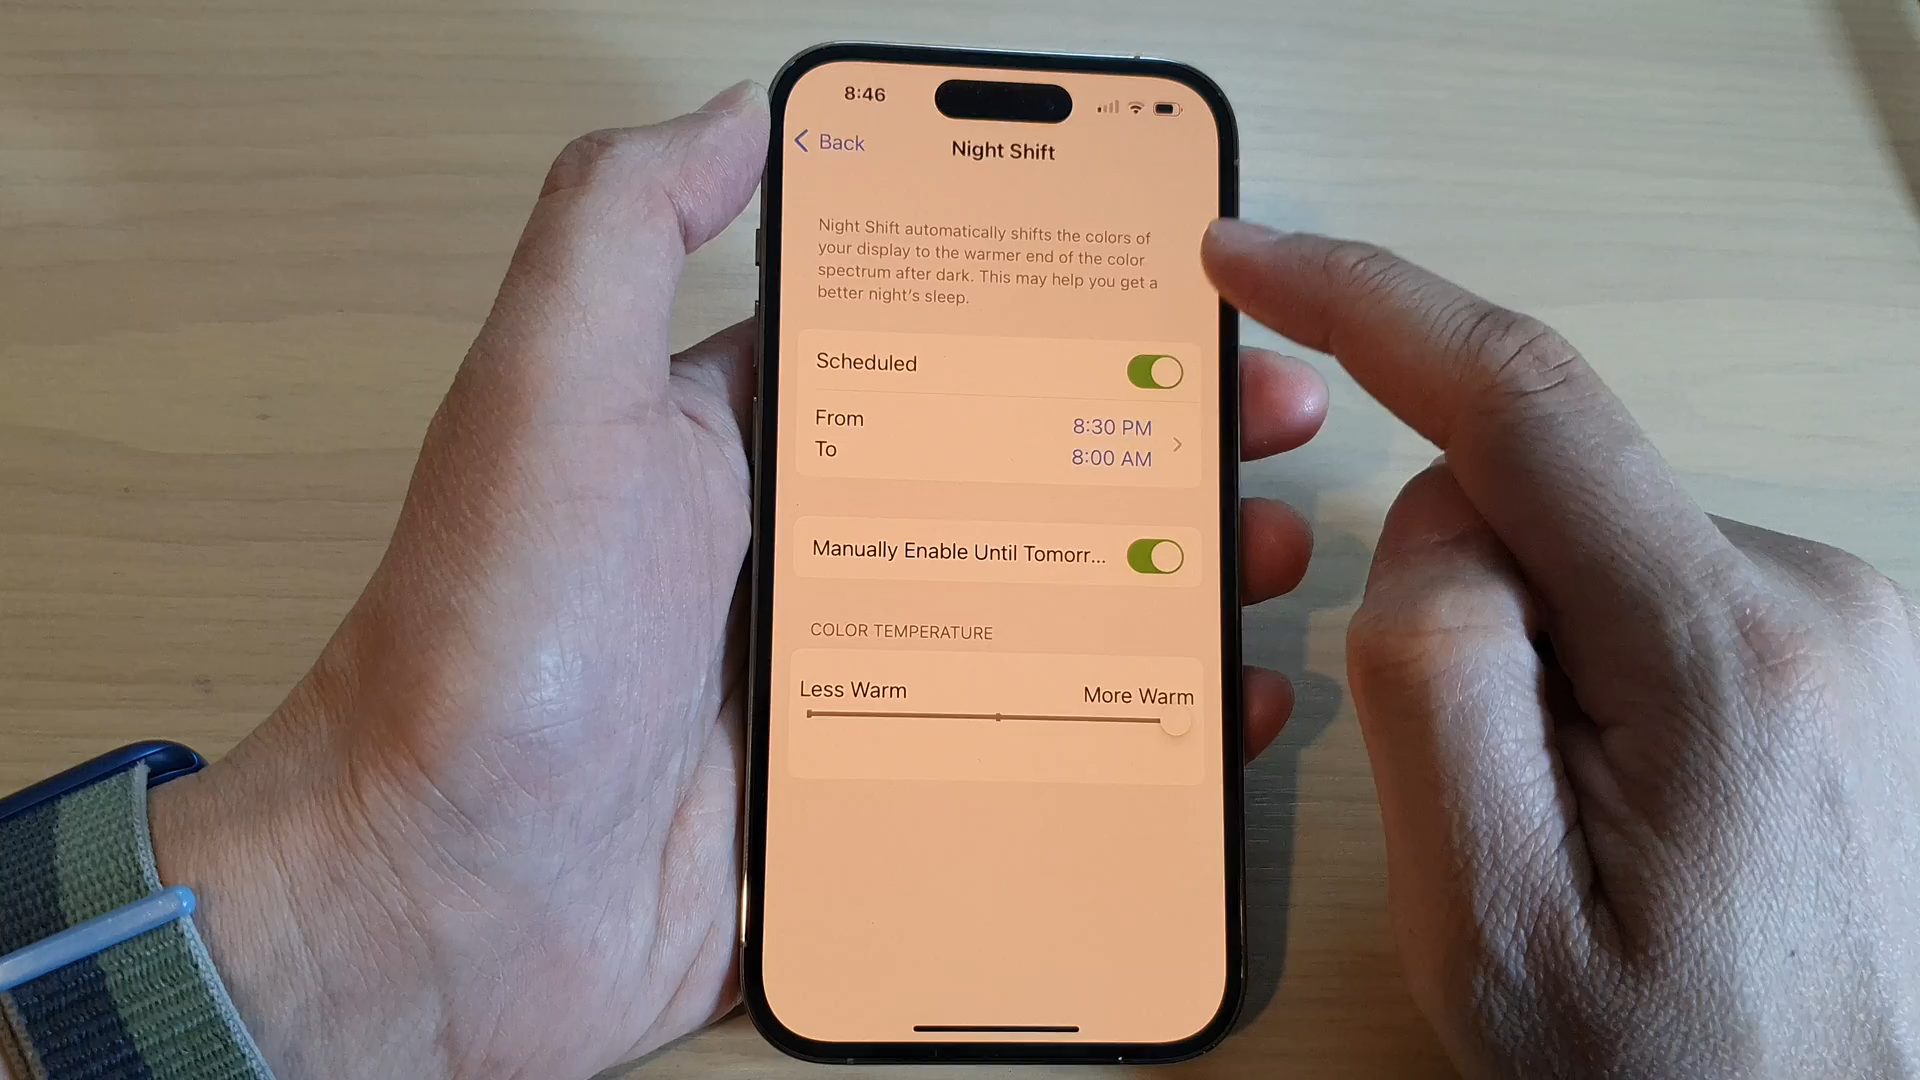 8:46
Back
Night Shift
Night Shift automatically shifts the colors of
your display to the warmer end of the color
spectrum after dark. This may help you get a
better night's sleep.
Scheduled
From 8:30 PM
To 8:00 AM
Manually Enable Until Tomorr...
COLOR TEMPERATURE
Less Warm More Warm